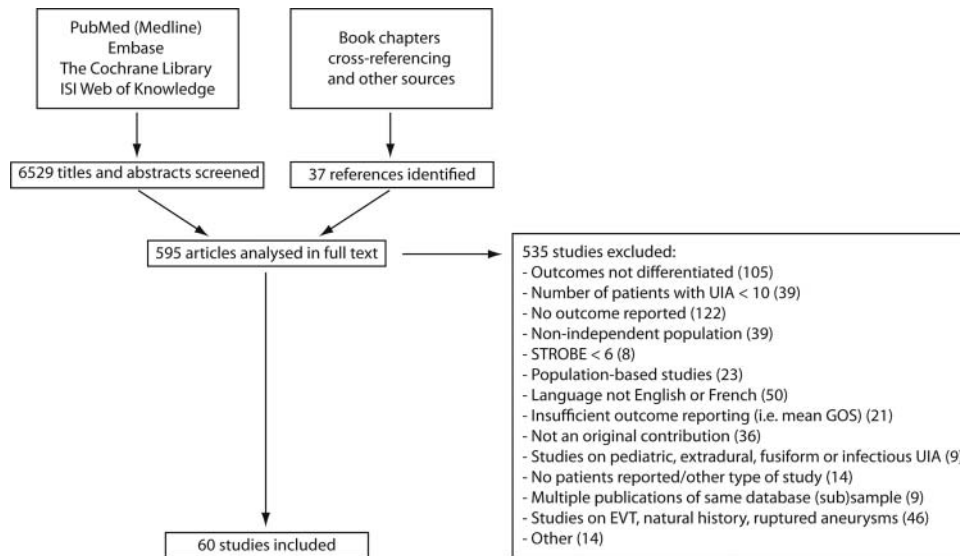 PubMed (Medline)
Embase
The Cochrane Library
ISI Web of Knowledge
Book chapters
cross-referencing
and other sources
6529 titles and abstracts screened
37 references identified
595 articles analysed in full text
535 studies excluded:
- Outcomes not differentiated (105)
- Number of patients with UIA < 10 (39)
- No outcome reported (122)
- Non-independent population (39)
- STROBE < 6 (8)
- Population-based studies (23)
- Language not English or French (50)
- Insufficient outcome reporting (i.e. mean GOS) (21)
- Not an original contribution (36)
- Studies on pediatric, extradural, fusiform or infectious UIA (9)
- No patients reported/other type of study (14)
- Multiple publications of same database (sub)sample (9)
- Studies on EVT, natural history, ruptured aneurysms (46)
- Other (14)
60 studies included